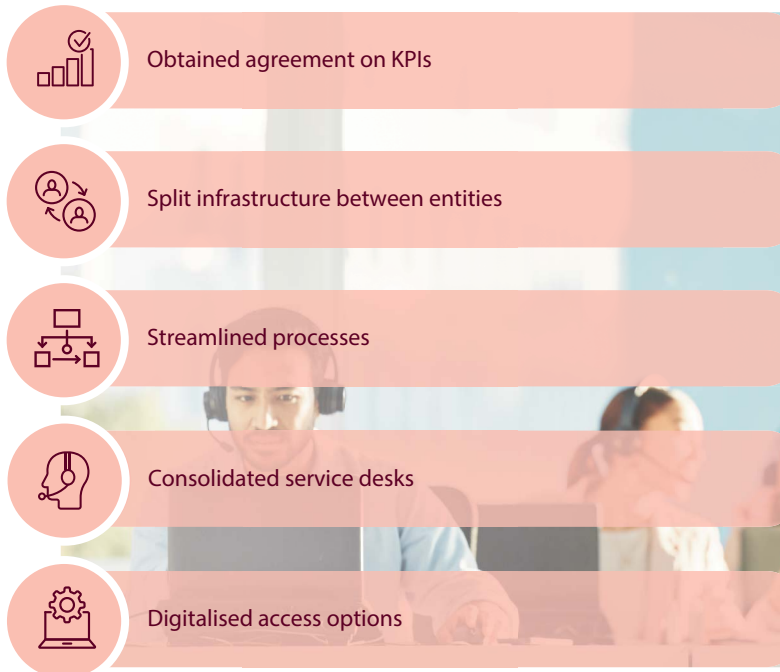 Obtained agreement on KPIs
Split infrastructure between entities
Streamlined processes
Consolidated service desks
Digitalised access options